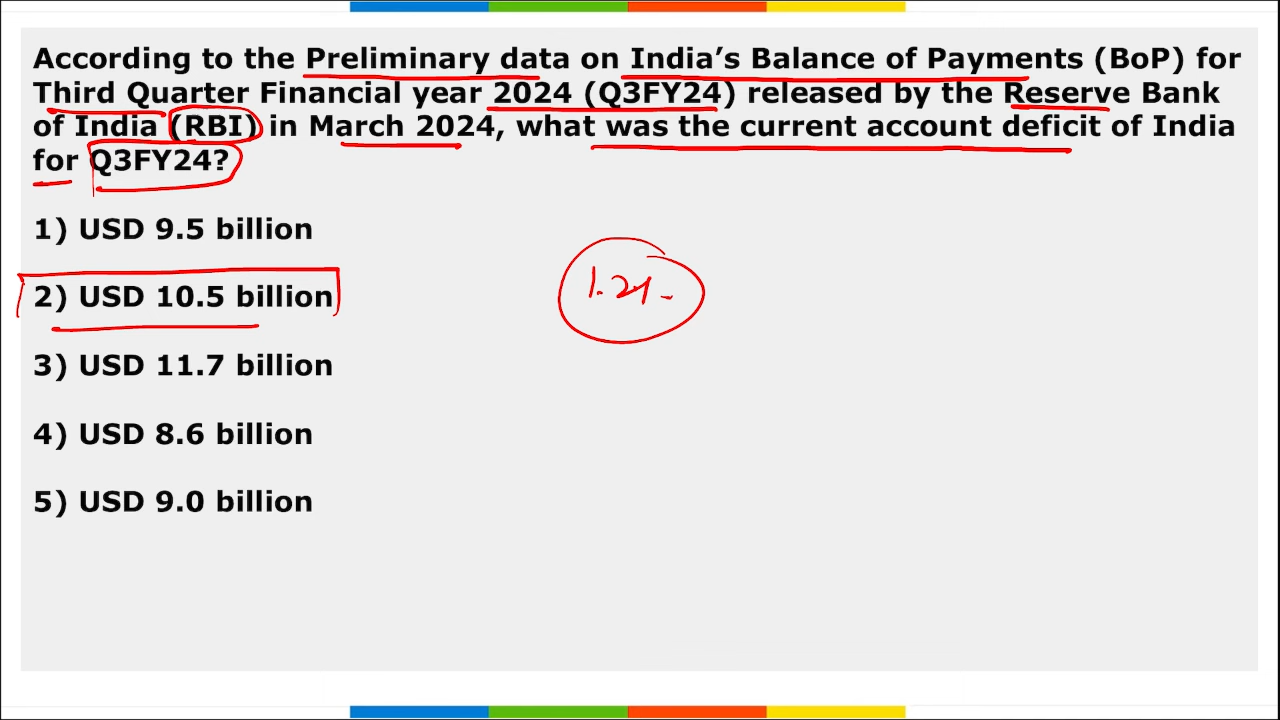 According to the Preliminary data on India's Balance of Payments (BoP) for
Third Quarter Financial year 2024 (Q3FY24) released by the Reserve Bank
of India (RBI) in March 2024, what was the current account deficit of India
for Q3FY24?
1) USD 9.5 billion
2) USD 10.5 billion
3) USD 11.7 billion
4) USD 8.6 billion
5) USD 9.0 billion